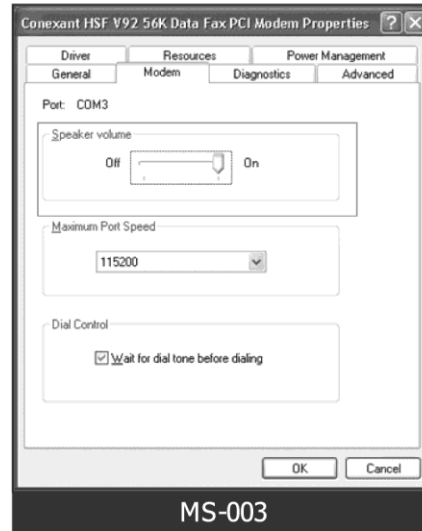 Conexant HSF V92 56K Data Fax PCI Modem Properties
Driver Resources Power Management
General Modem Diagnostics Advanced
Port: COM3
Speaker volume
Off On
Maximum Port Speed
115200
Dial Control
Wait for dial tone before dialing
OK Cancel
MS-003